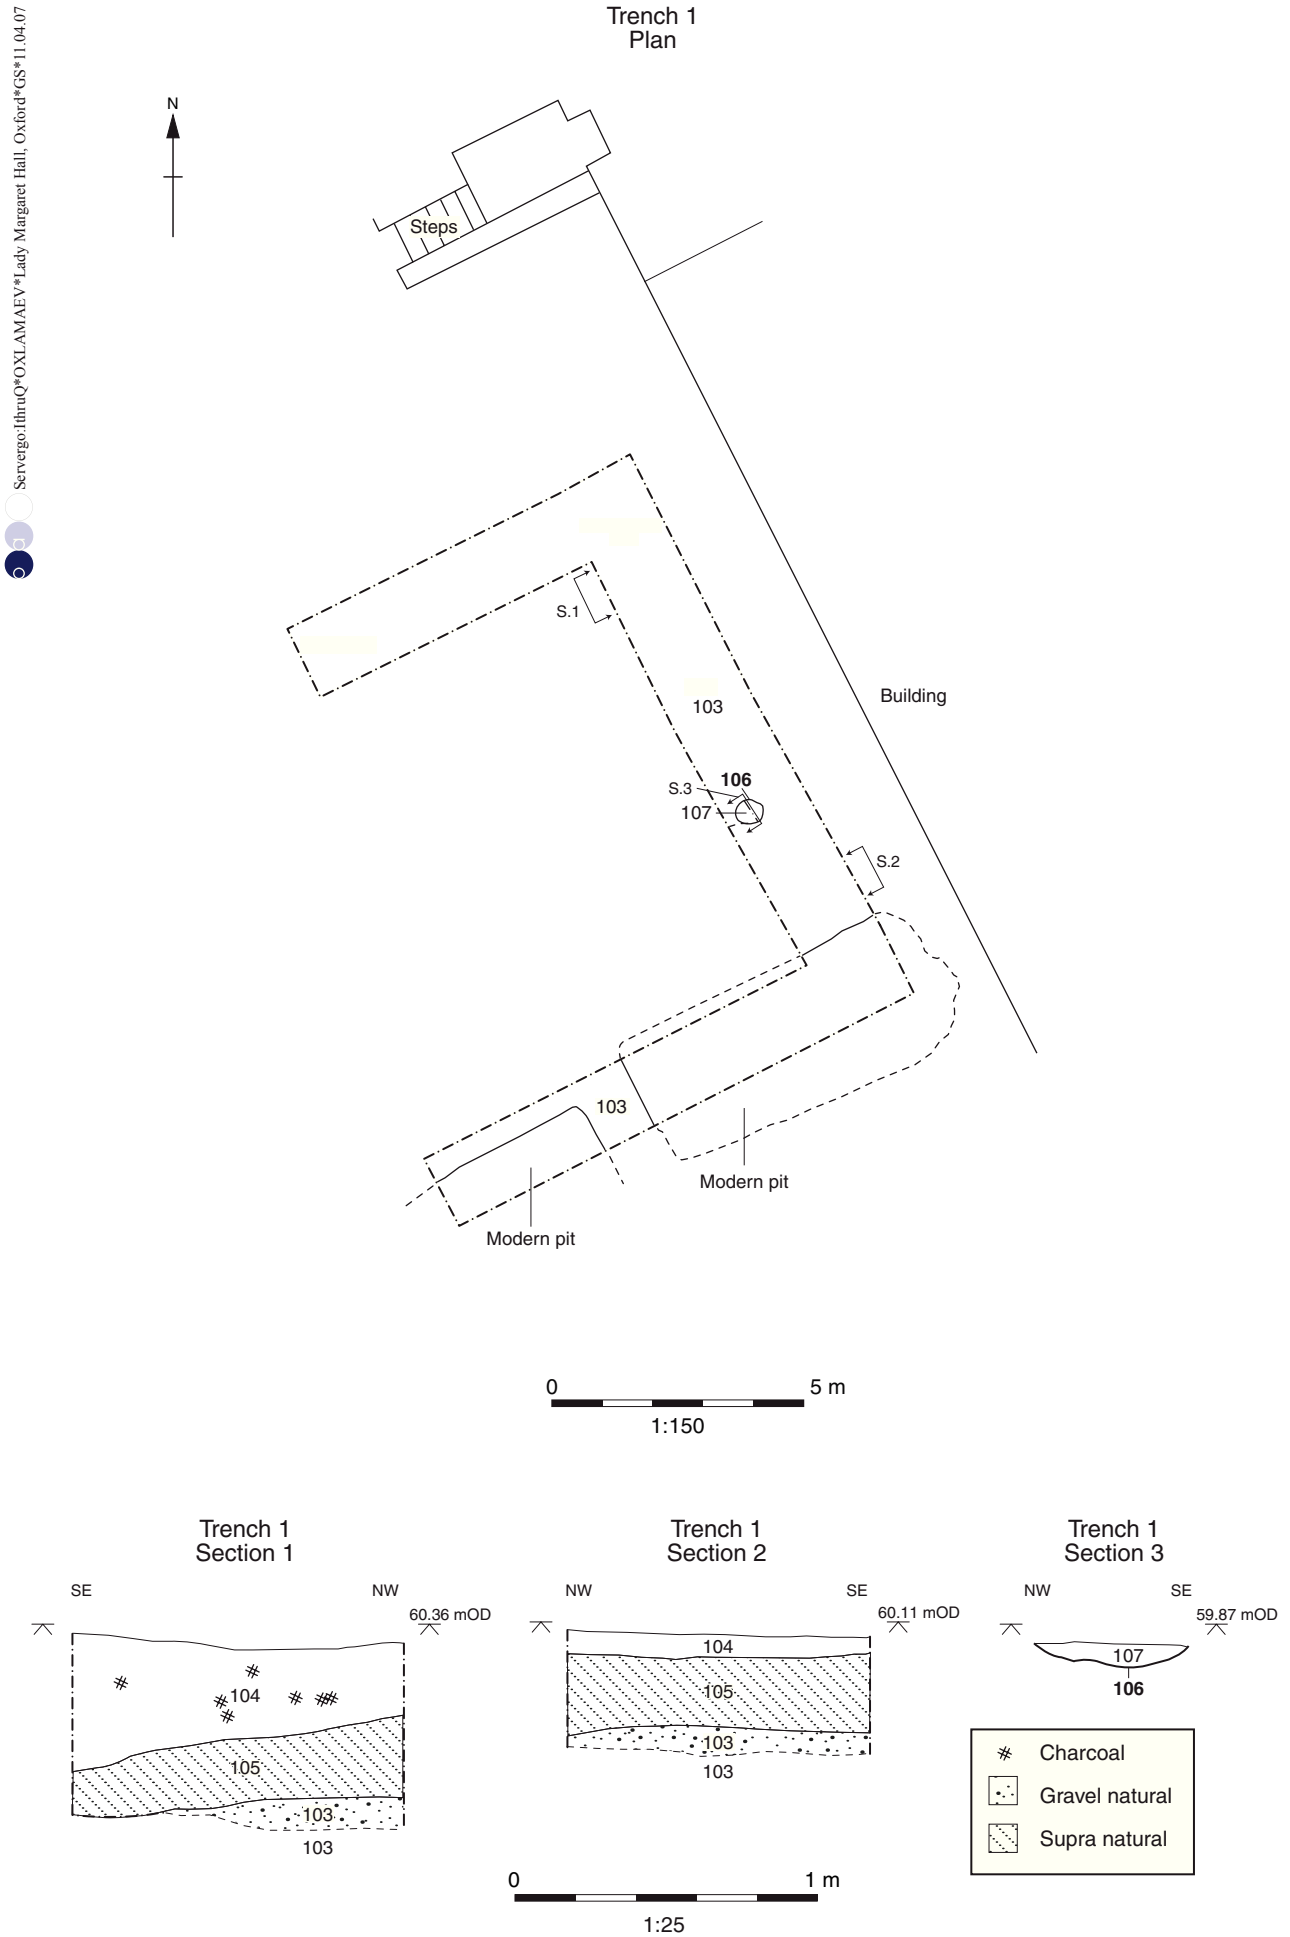 Trench 1
Plan
Servergo:IthruQ*OXLAMAEV*Lady Margaret Hall, Oxford*GS*11.04.07
N
Steps
S.1
103
Building
106
S.3
107
S.2
103
Modern pit
Modern pit
0 5 m
1:150
Trench 1
Section 1
SE NW
60.36 mOD
104
105
103
103
Trench 1
Section 2
NW SE
60.11 mOD
104
105
103
103
Trench 1
Section 3
NW SE
59.87 mOD
107
106
Charcoal
Gravel natural
Supra natural
0 1 m
1:25